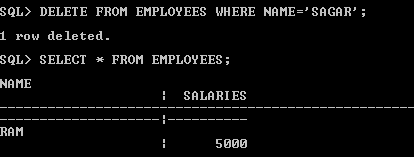 SQL> DELETE FROM EMPLOYEES WHERE NAME='SAGAR';
1 row deleted.
SQL> SELECT * FROM EMPLOYEES;
NAME
| SALARIES
RAM
| 5000